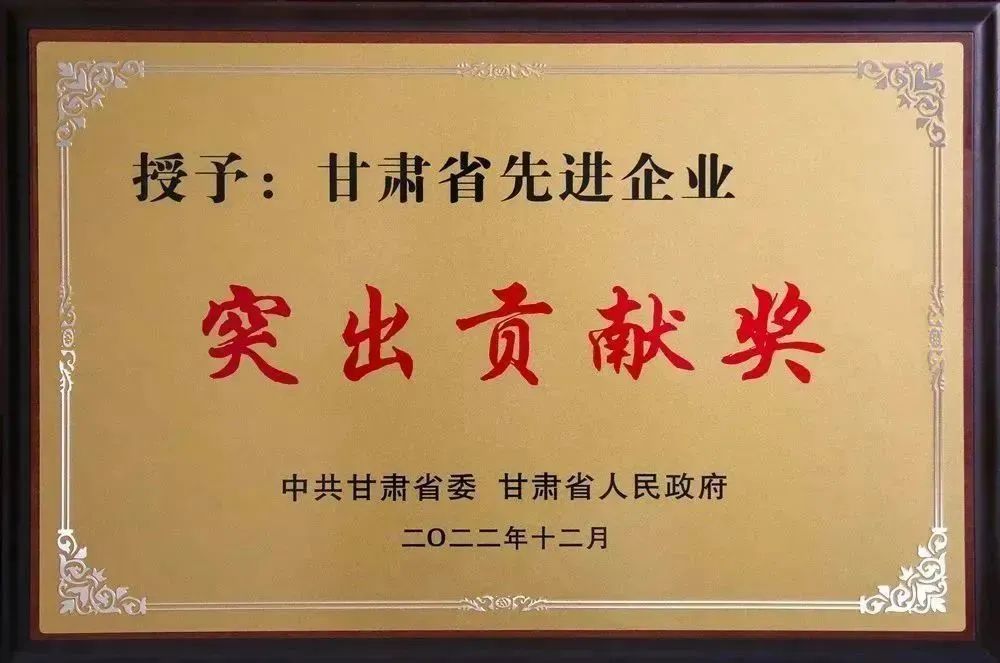 授予：甘肃省先进企业
突出贡献奖
中共甘肃省委 甘肃省人民政府
二〇二二年十二月